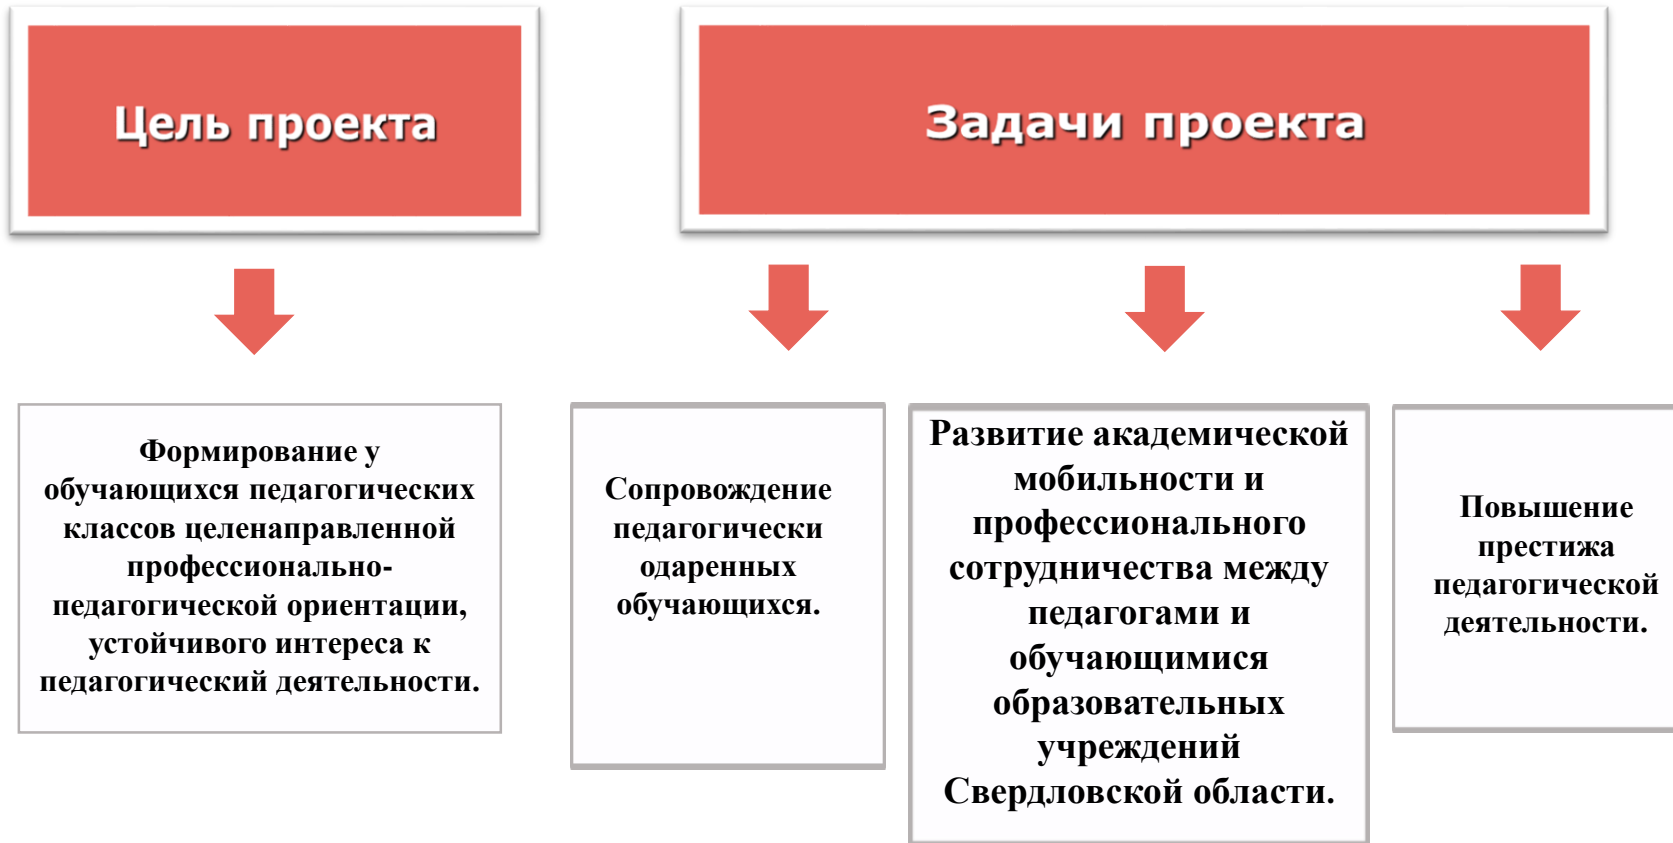 Цель проекта
Задачи проекта
Формирование у
обучающихся педагогических
классов целенаправленной
профессионально-
педагогической ориентации,
устойчивого интереса к
педагогический деятельности.
Сопровождение
педагогически
одаренных
обучающихся.
Развитие академической
мобильности и
профессионального
сотрудничества между
педагогами и
обучающимися
образовательных
учреждений
Свердловской области.
Повышение
престижа
педагогической
деятельности.